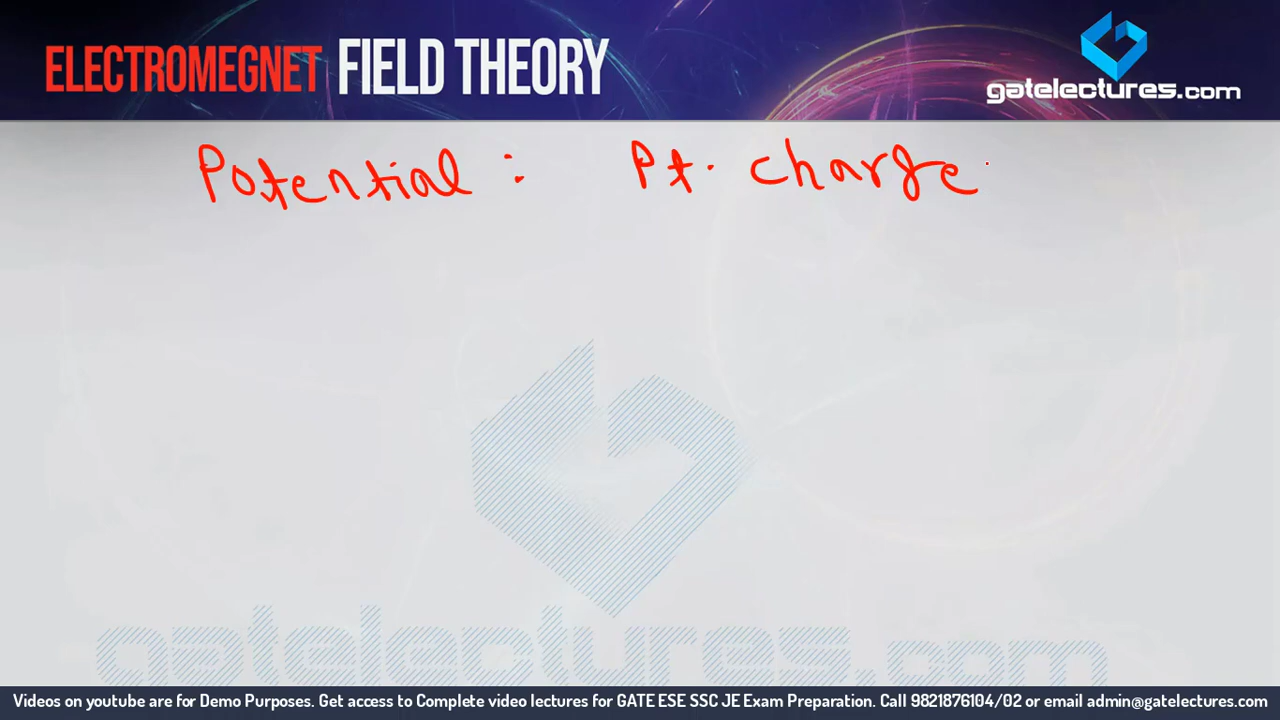 ELECTROMEGNET FIELD THEORY
gatelectures.com
Potential : Pt. charge
gatelectures.com
Videos on youtube are for Demo Purposes. Get access to Complete video lectures for GATE ESE SSC JE Exam Preparation. Call 9821876104/02 or email admin@gatelectures.com